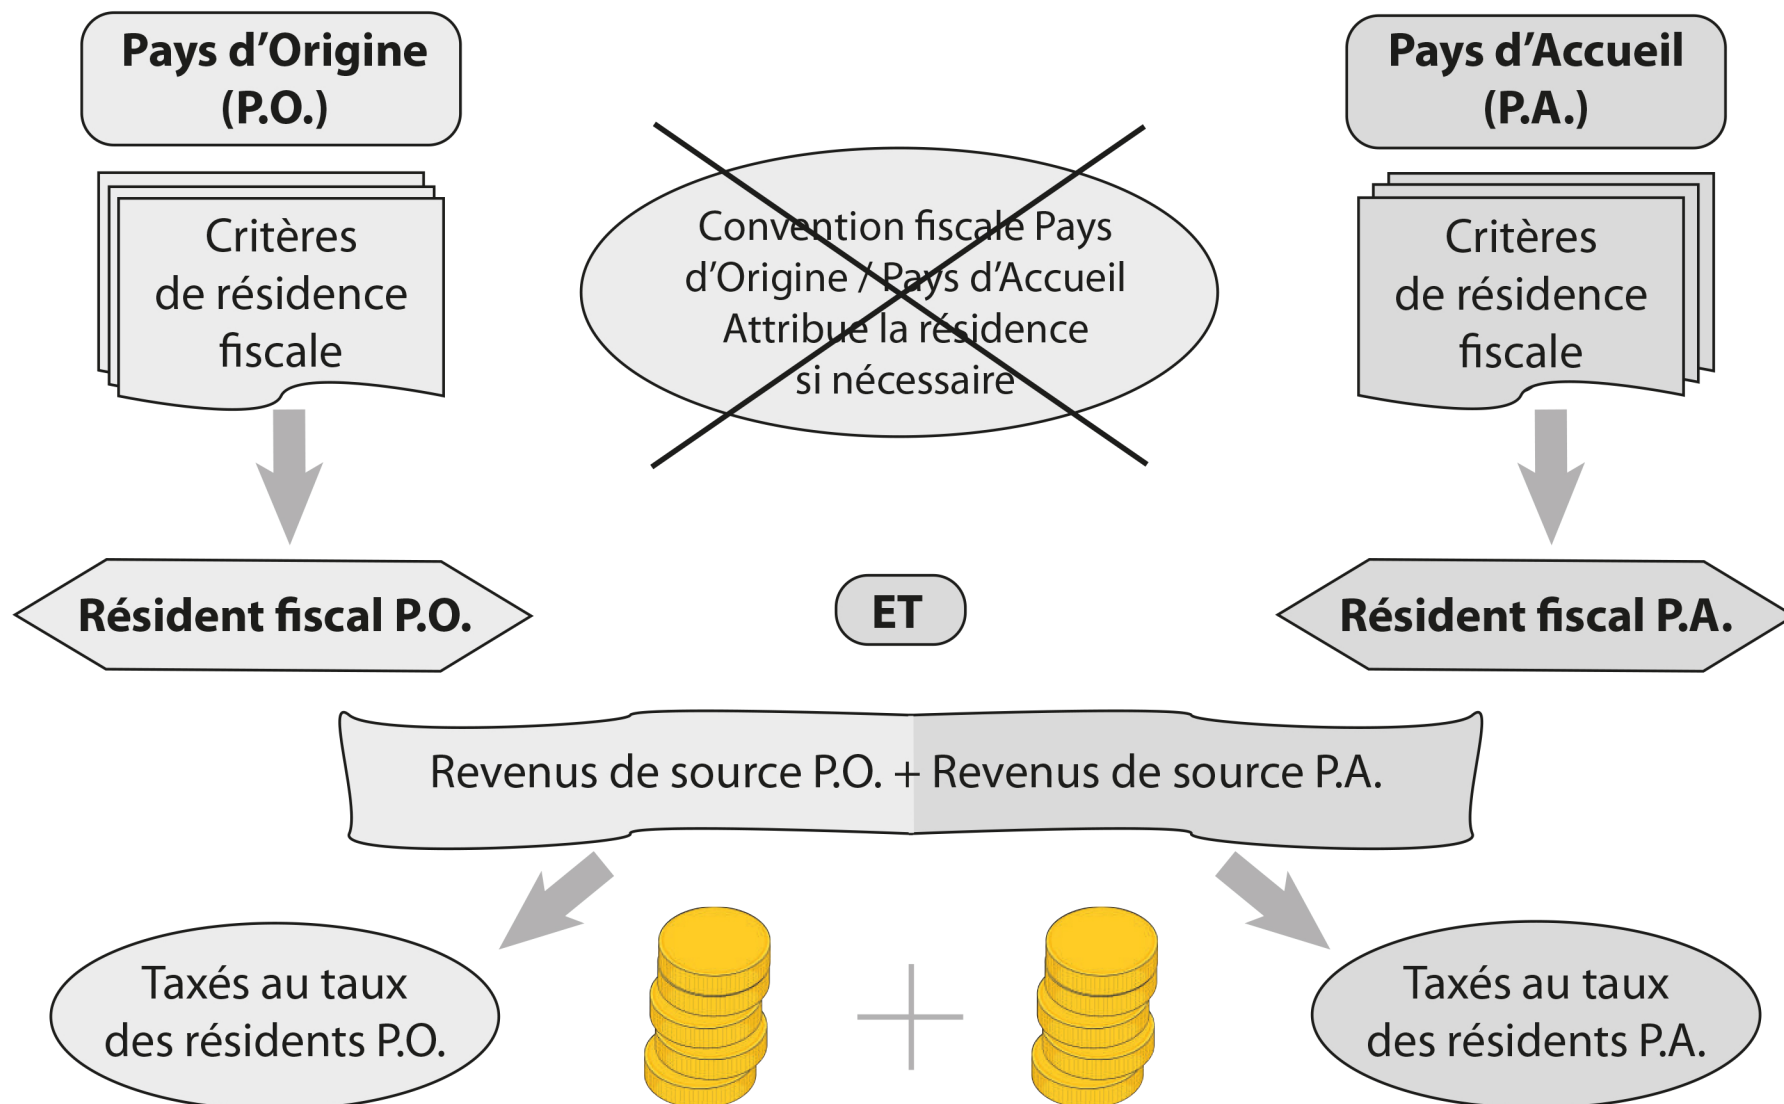 Pays d’Origine
(P.O.)
Pays d’Accueil
(P.A.)
Critères
de résidence
fiscale
Convention fiscale Pays
d’Origine / Pays d’Accueil
Attribue la résidence
si nécessaire
Critères
de résidence
fiscale
Résident fiscal P.O.
ET
Résident fiscal P.A.
Revenus de source P.O. + Revenus de source P.A.
Taxés au taux
des résidents P.O.
Taxés au taux
des résidents P.A.